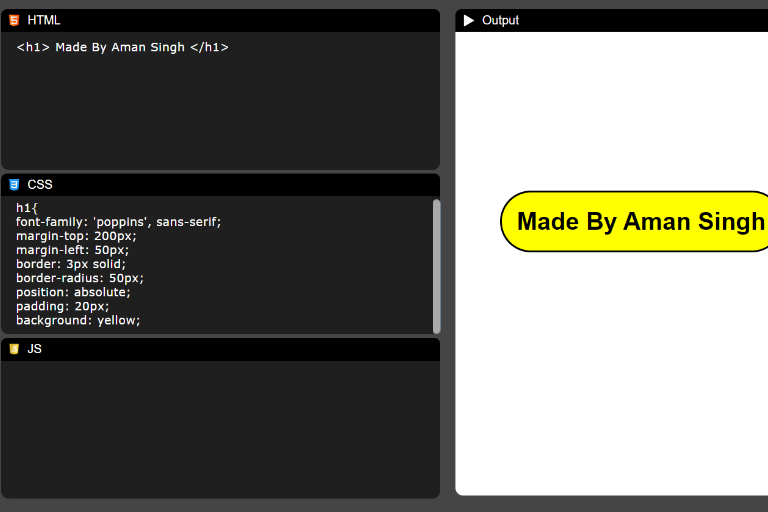 HTML
<h1> Made By Aman Singh </h1>
CSS
h1{
font-family: 'poppins', sans-serif;
margin-top: 200px;
margin-left: 50px;
border: 3px solid;
border-radius: 50px;
position: absolute;
padding: 20px;
background: yellow;
JS
Output
Made By Aman Singh